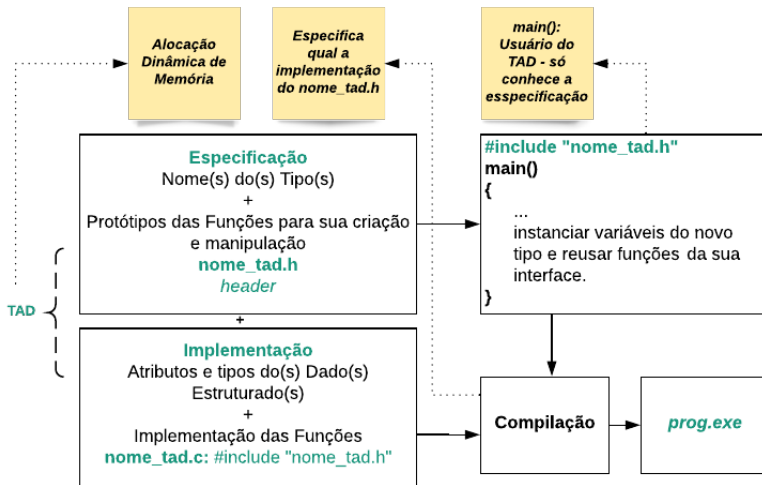 Alocação
Dinâmica de
Memória
Especifica
qual a
implementação
do nome_tad.h
main():
Usuário do
TAD - só
conhece a
esspecificação
Especificação
Nome(s) do(s) Tipo(s)
+
Protótipos das Funções para sua criação
e manipulação
nome_tad.h
header
#include "nome_tad.h"
main()
{
...
instanciar variáveis do novo
tipo e reusar funções da sua
interface.
}
TAD
+
Implementação
Atributos e tipos do(s) Dado(s)
Estruturado(s)
+
Implementação das Funções
nome_tad.c: #include "nome_tad.h"
Compilação
prog.exe